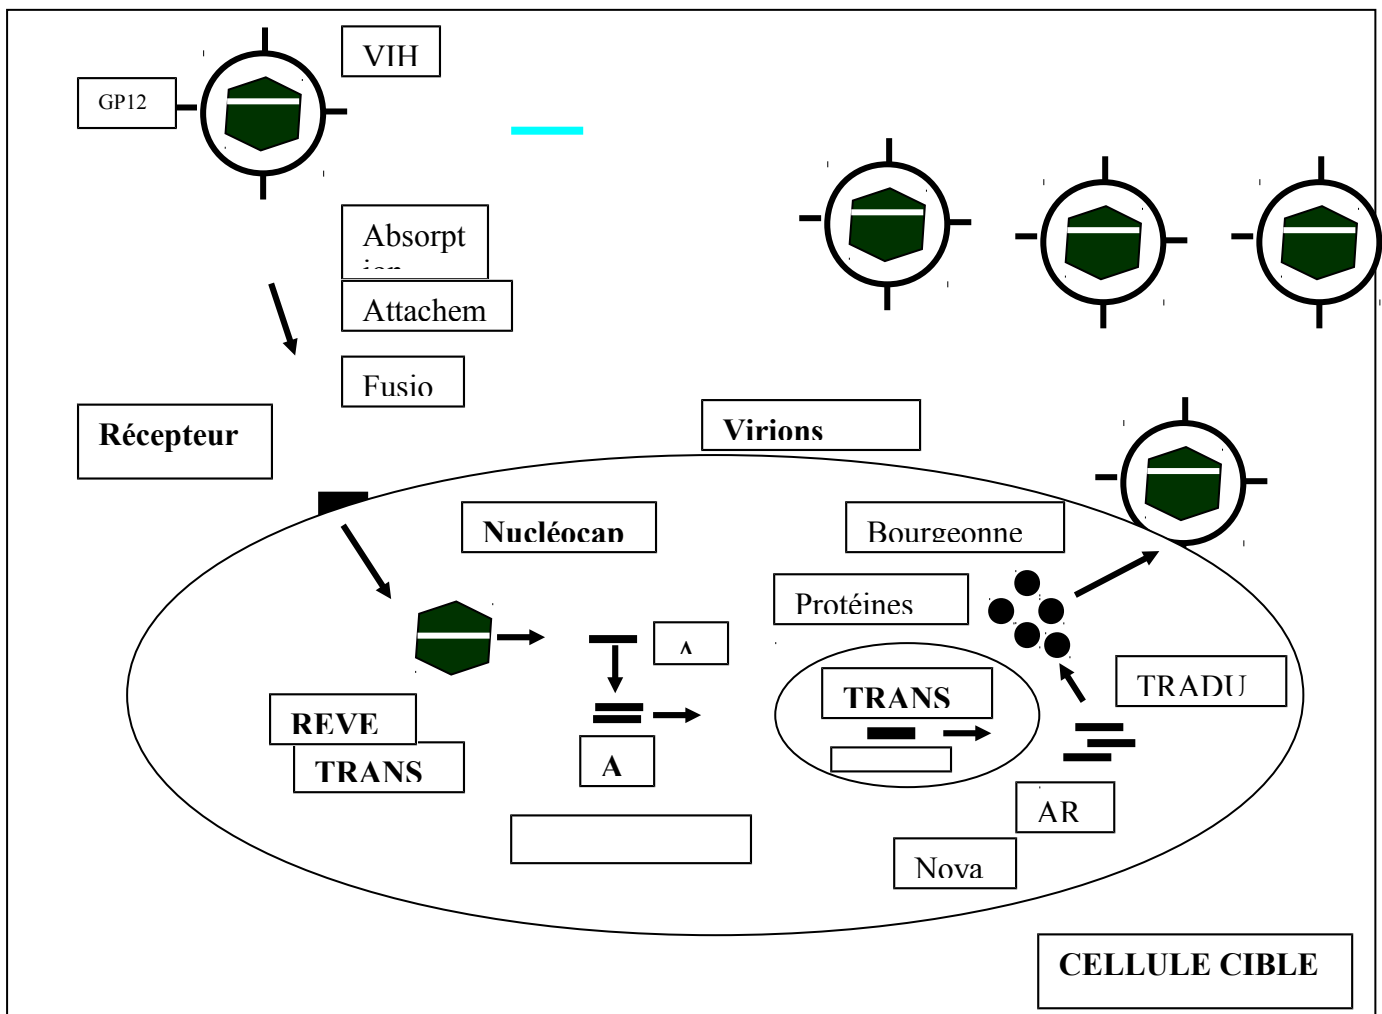 VIH
GP12
Absorpt
Attachem
Fusio
Récepteur
Virions
Nucléocap
Bourgeonne
Protéines
A
TRANS
TRADU
REVE
TRANS
A
AR
Nova
CELLULE CIBLE